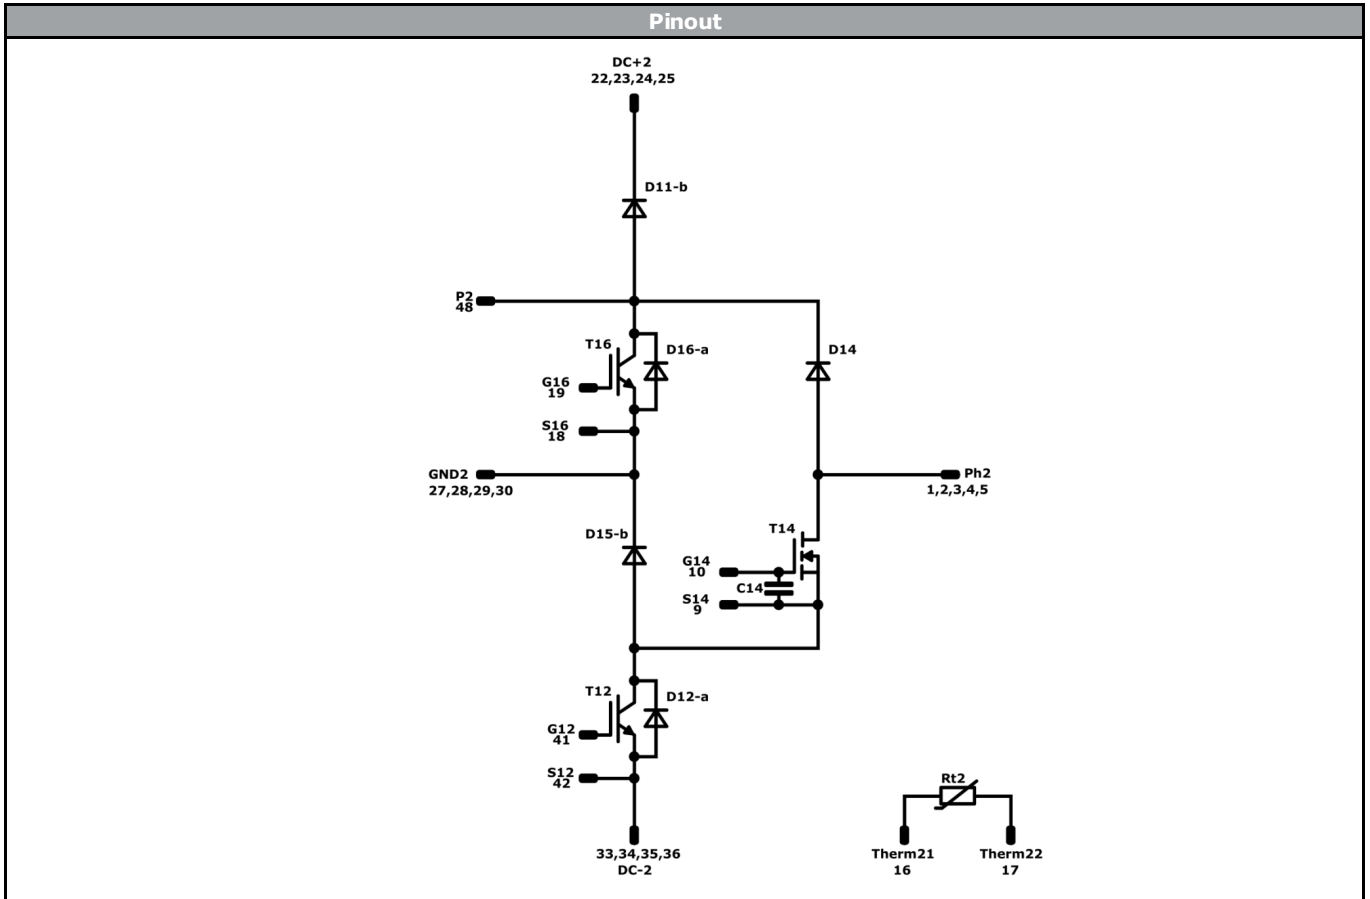 Pinout
DC+2
22,23,24,25
D11-b
P2
48
T16
D16-a
D14
G16
19
S16
18
GND2
27,28,29,30
Ph2
1,2,3,4,5
D15-b
T14
G14
10
C14
S14
9
T12
D12-a
G12
41
S12
42
Rt2
33,34,35,36
DC-2
Therm21
16
Therm22
17